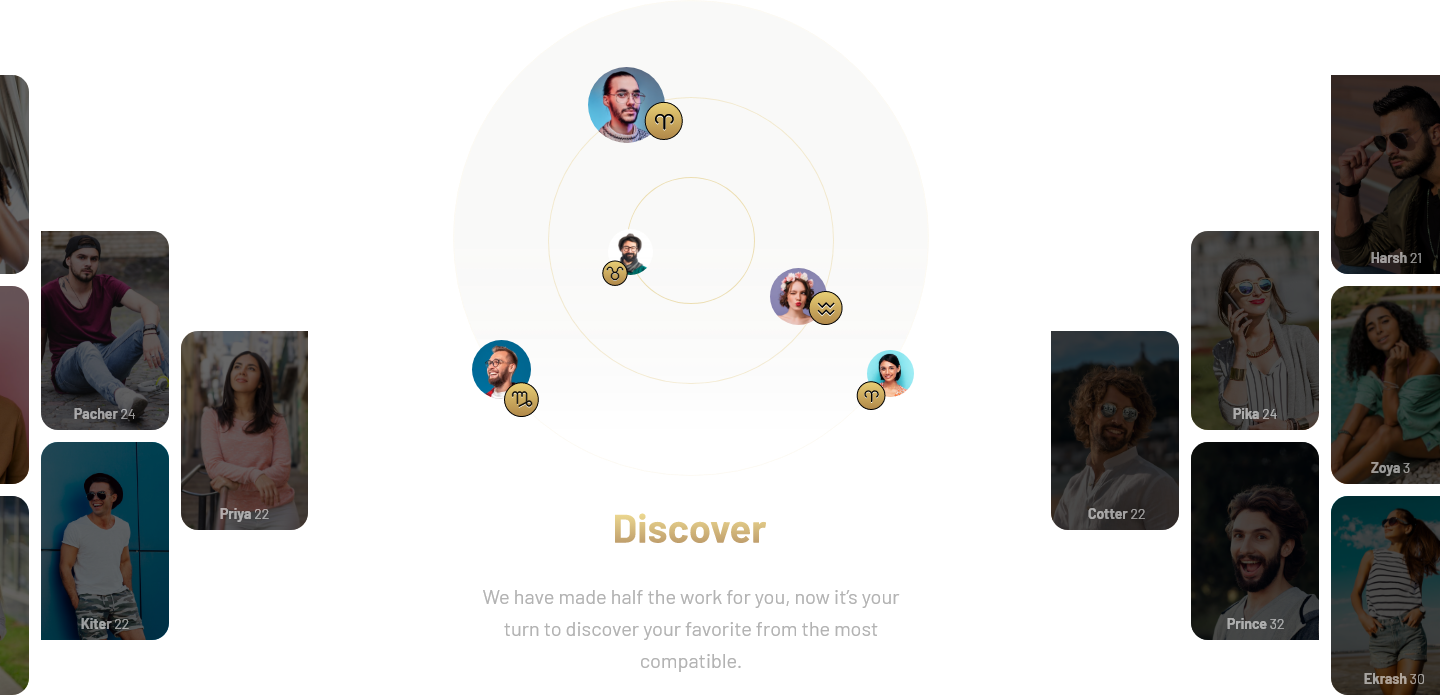 Pacher 24
Kiter 22
Priya 22
Discover
We have made half the work for you, now it's your
turn to discover your favorite from the most
compatible.
Cotter 22
Pika 24
Prince 32
Harsh 21
Zoya 3
Ekrash 30